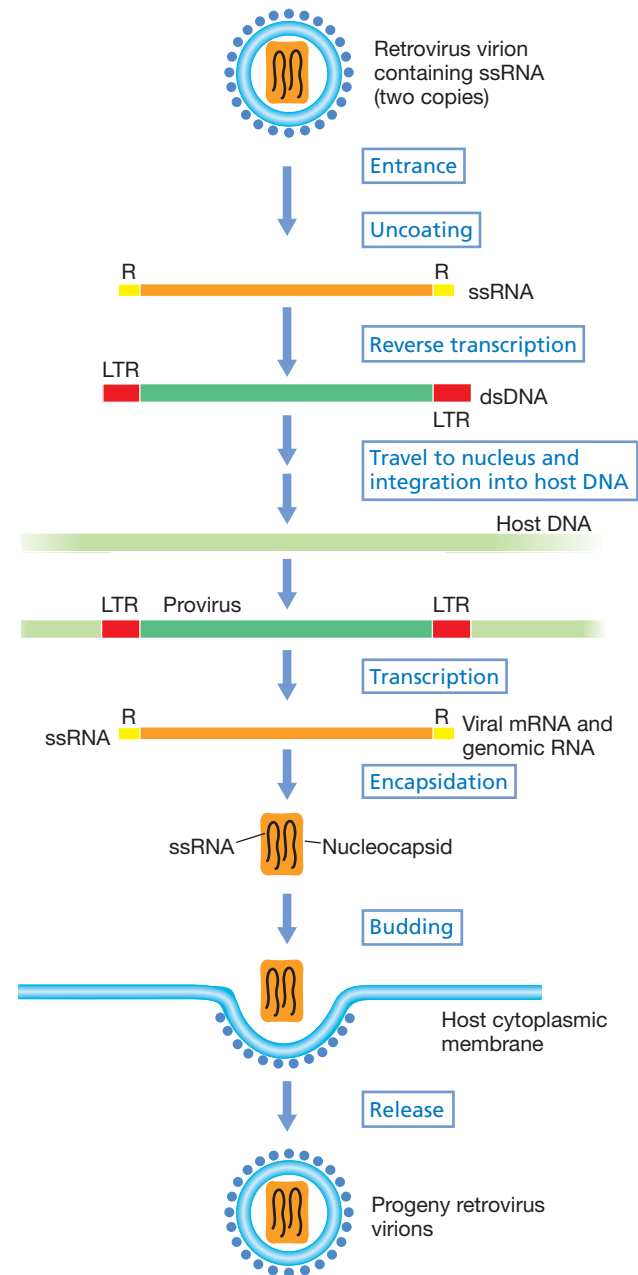 Retrovirus virion
containing ssRNA
(two copies)
Entrance
Uncoating
R
R
ssRNA
Reverse transcription
LTR
dsDNA
LTR
Travel to nucleus and
integration into host DNA
Host DNA
LTR
Provirus
LTR
Transcription
R
R
ssRNA
Viral mRNA and
genomic RNA
Encapsidation
ssRNA
Nucleocapsid
Budding
Host cytoplasmic
membrane
Release
Progeny retrovirus
virions